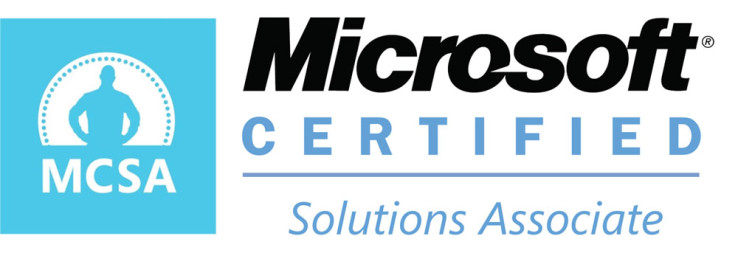 MCSA
Microsoft®
CERTIFIED
Solutions Associate